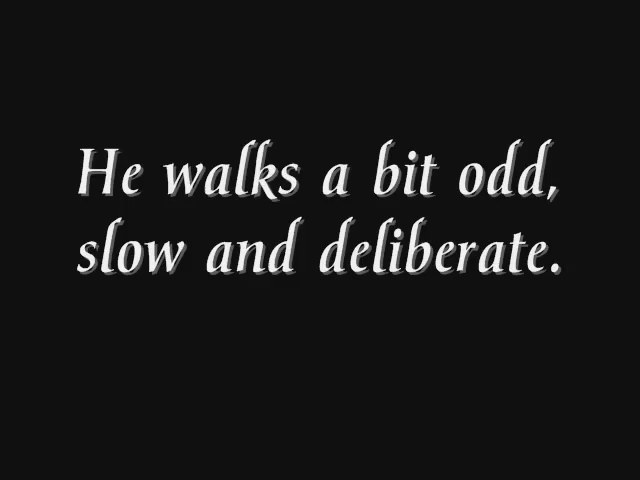 He walks a bit odd,
slow and deliberate.